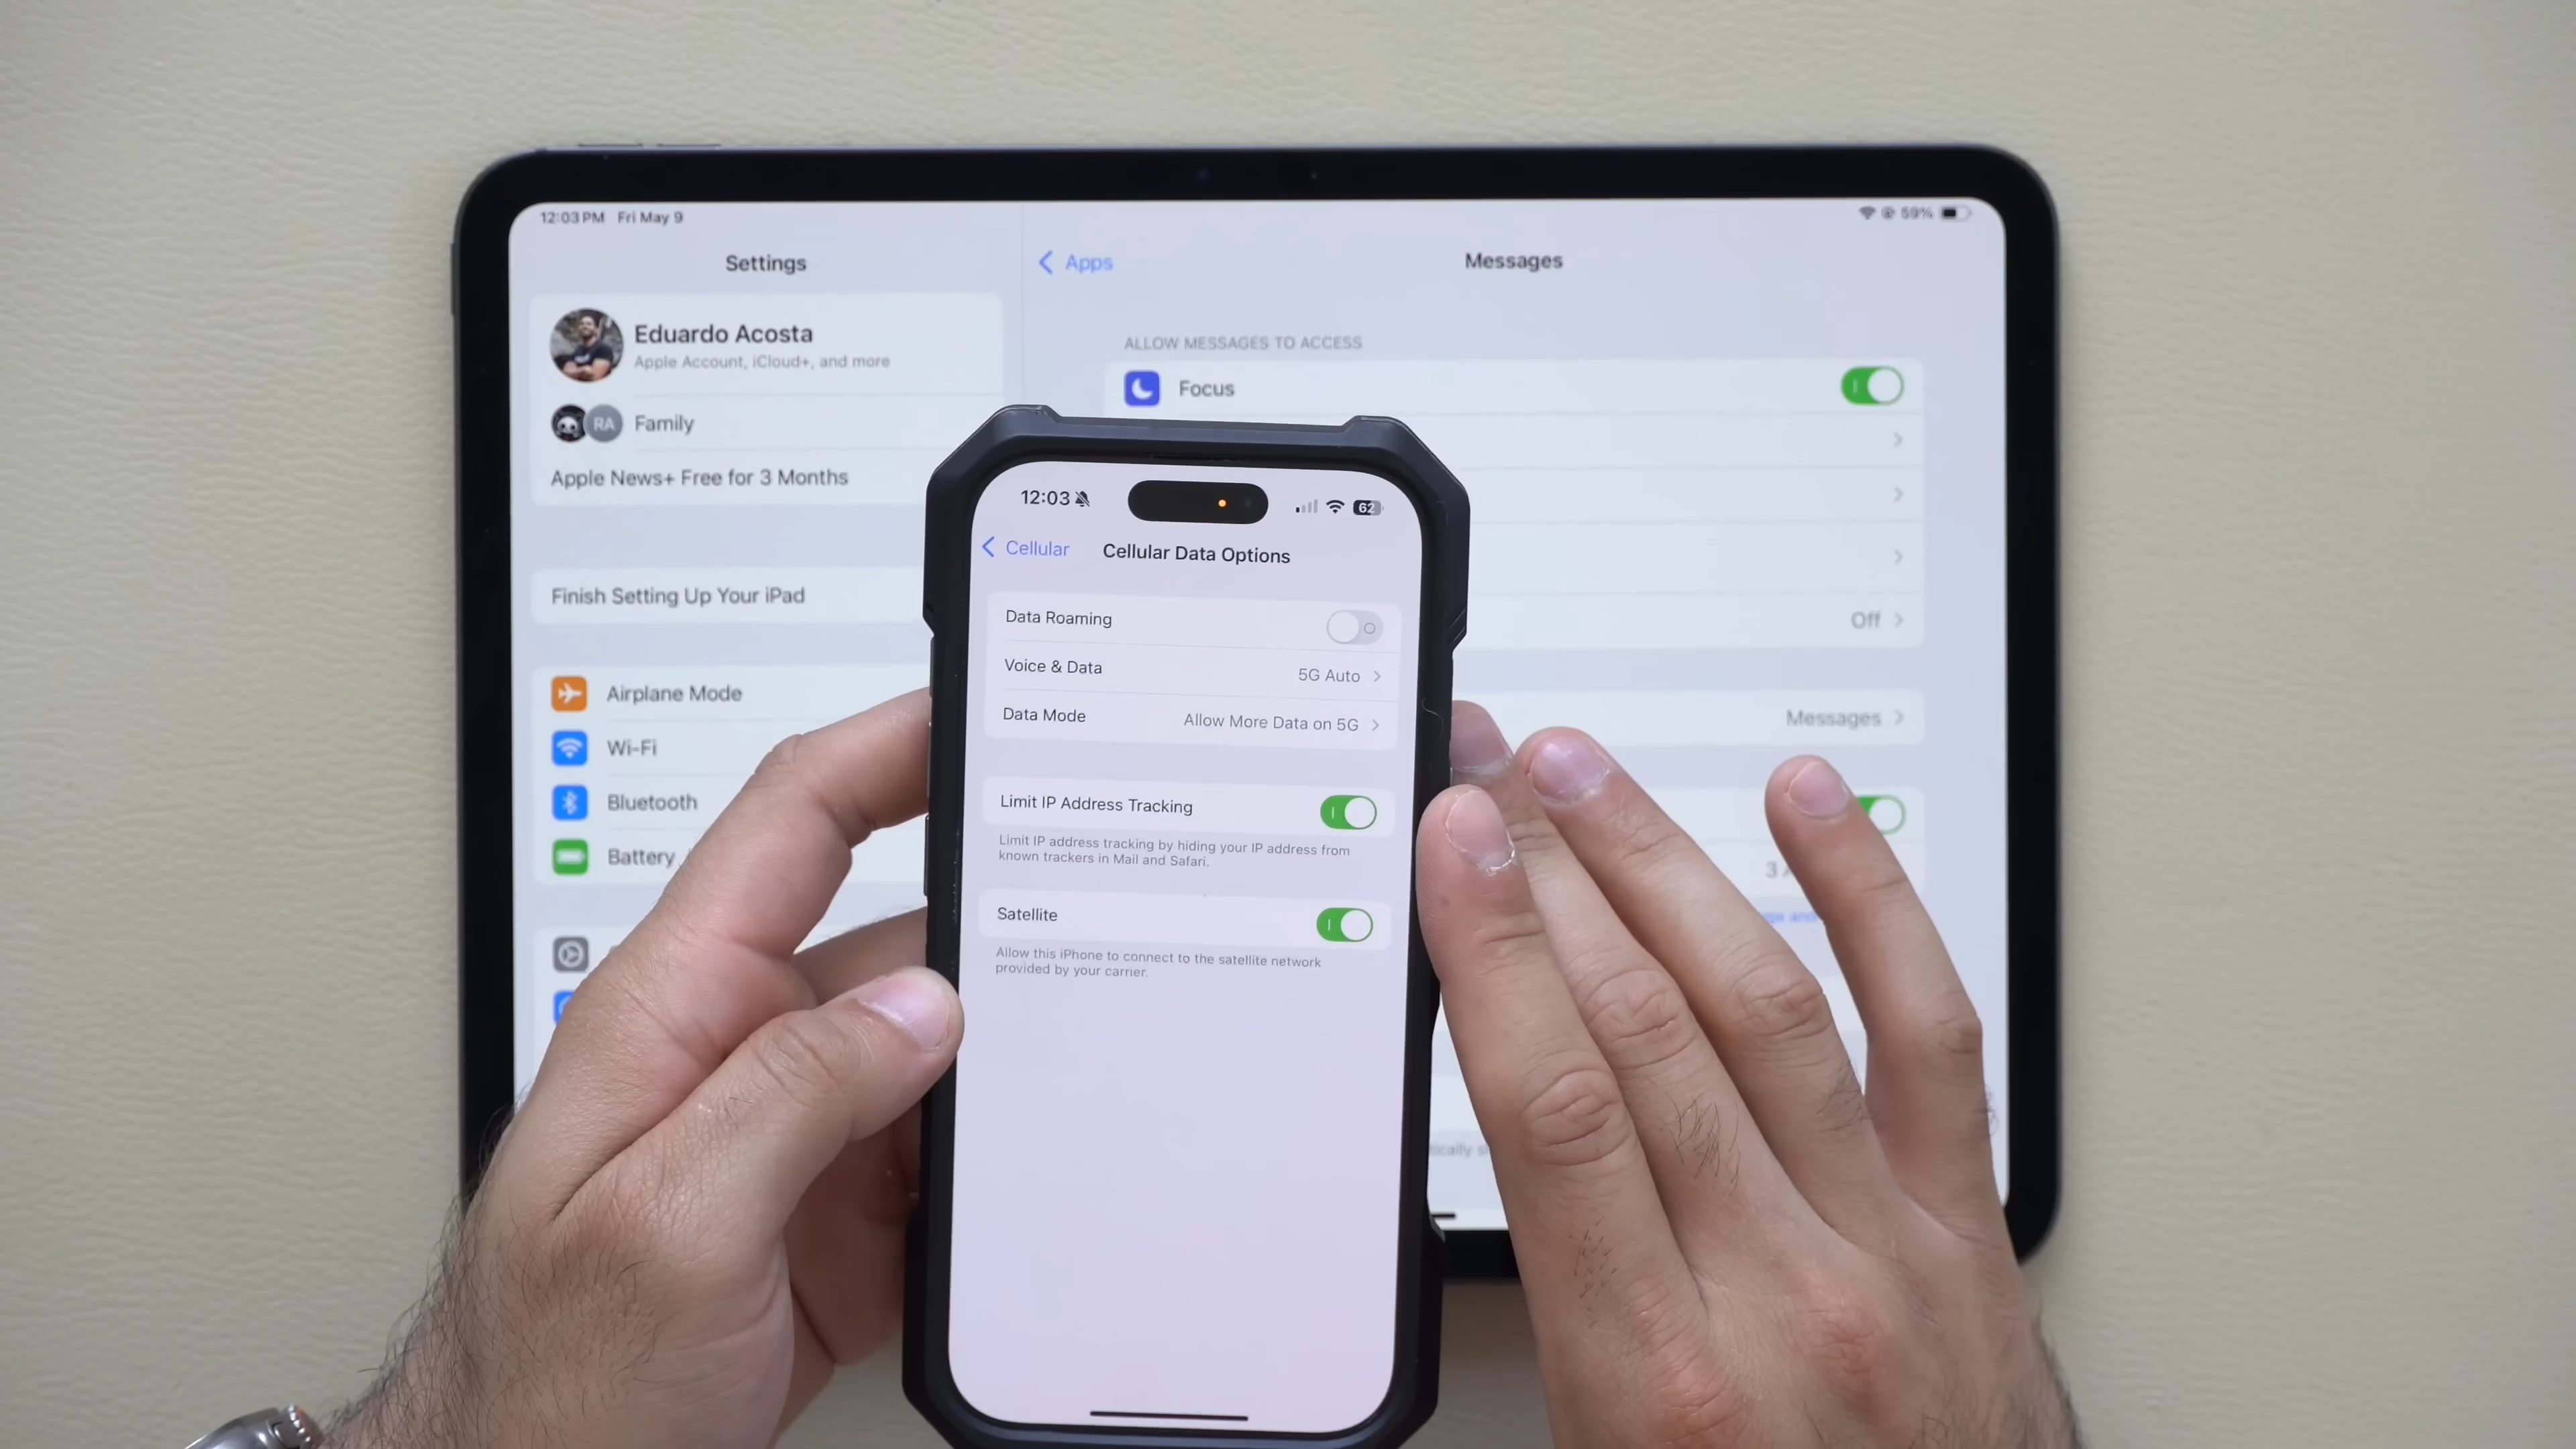 12:03 PM Fri May 9
59%
Settings
Eduardo Acosta
Apple Account, iCloud+, and more
RA
Family
Apple News+ Free for 3 Months
Finish Setting Up Your iPad
Airplane Mode
Wi-Fi
Bluetooth
Battery
Apps
Messages
ALLOW MESSAGES TO ACCESS
Focus
Off
Messages
3
and
12:03
62
Cellular
Cellular Data Options
Data Roaming
Voice & Data
5G Auto
Data Mode
Allow More Data on 5G
Limit IP Address Tracking
Limit IP address tracking by hiding your IP address from
known trackers in Mail and Safari.
Satellite
Allow this iPhone to connect to the satellite network
provided by your carrier.